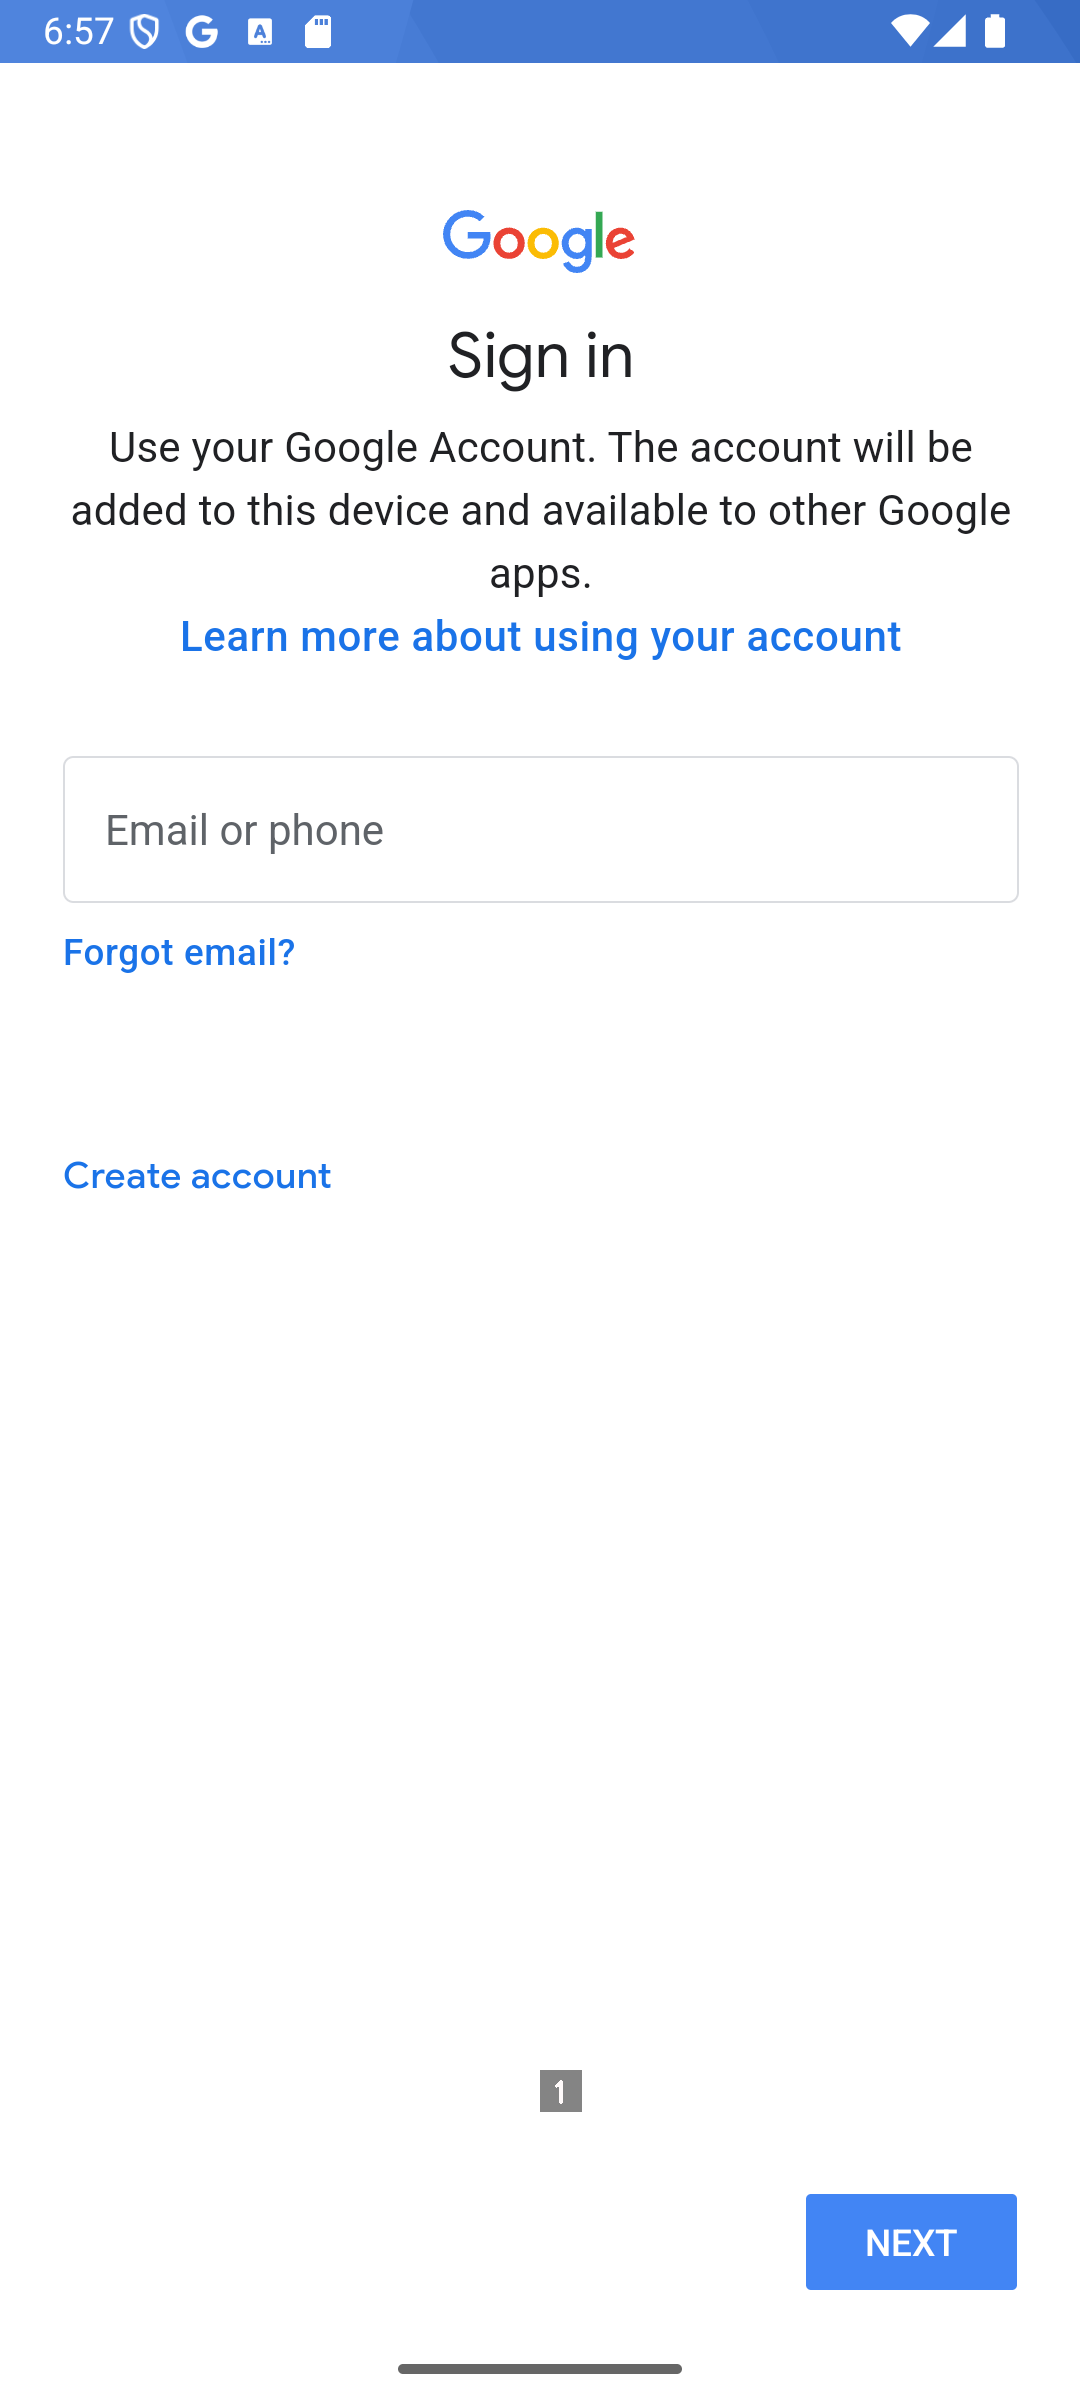 6:57
Google
Sign in
Use your Google Account. The account will be
added to this device and available to other Google
apps.
Learn more about using your account
Email or phone
Forgot email?
Create account
1
NEXT